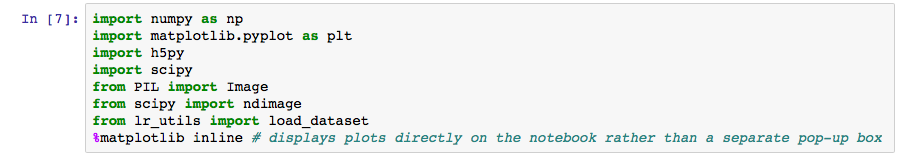 In [7]: import numpy as np
import matplotlib.pyplot as plt
import h5py
import scipy
from PIL import Image
from scipy import ndimage
from lr_utils import load_dataset
%matplotlib inline # displays plots directly on the notebook rather than a separate pop-up box